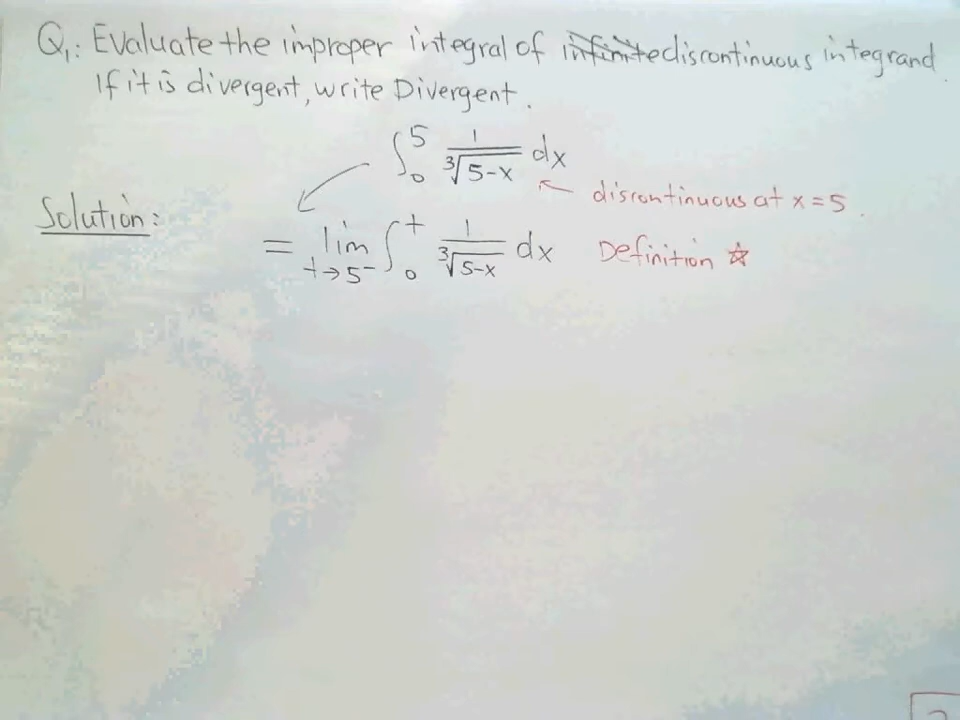 Q₁: Evaluate the improper integral of infinite discontinuous integrand.
If it is divergent, write Divergent.
∫₀⁵ 1/∛(5-x) dx
discontinuous at x = 5.
Solution:
= lim t→5⁻ ∫₀ᵗ 1/∛(5-x) dx Definition ☆